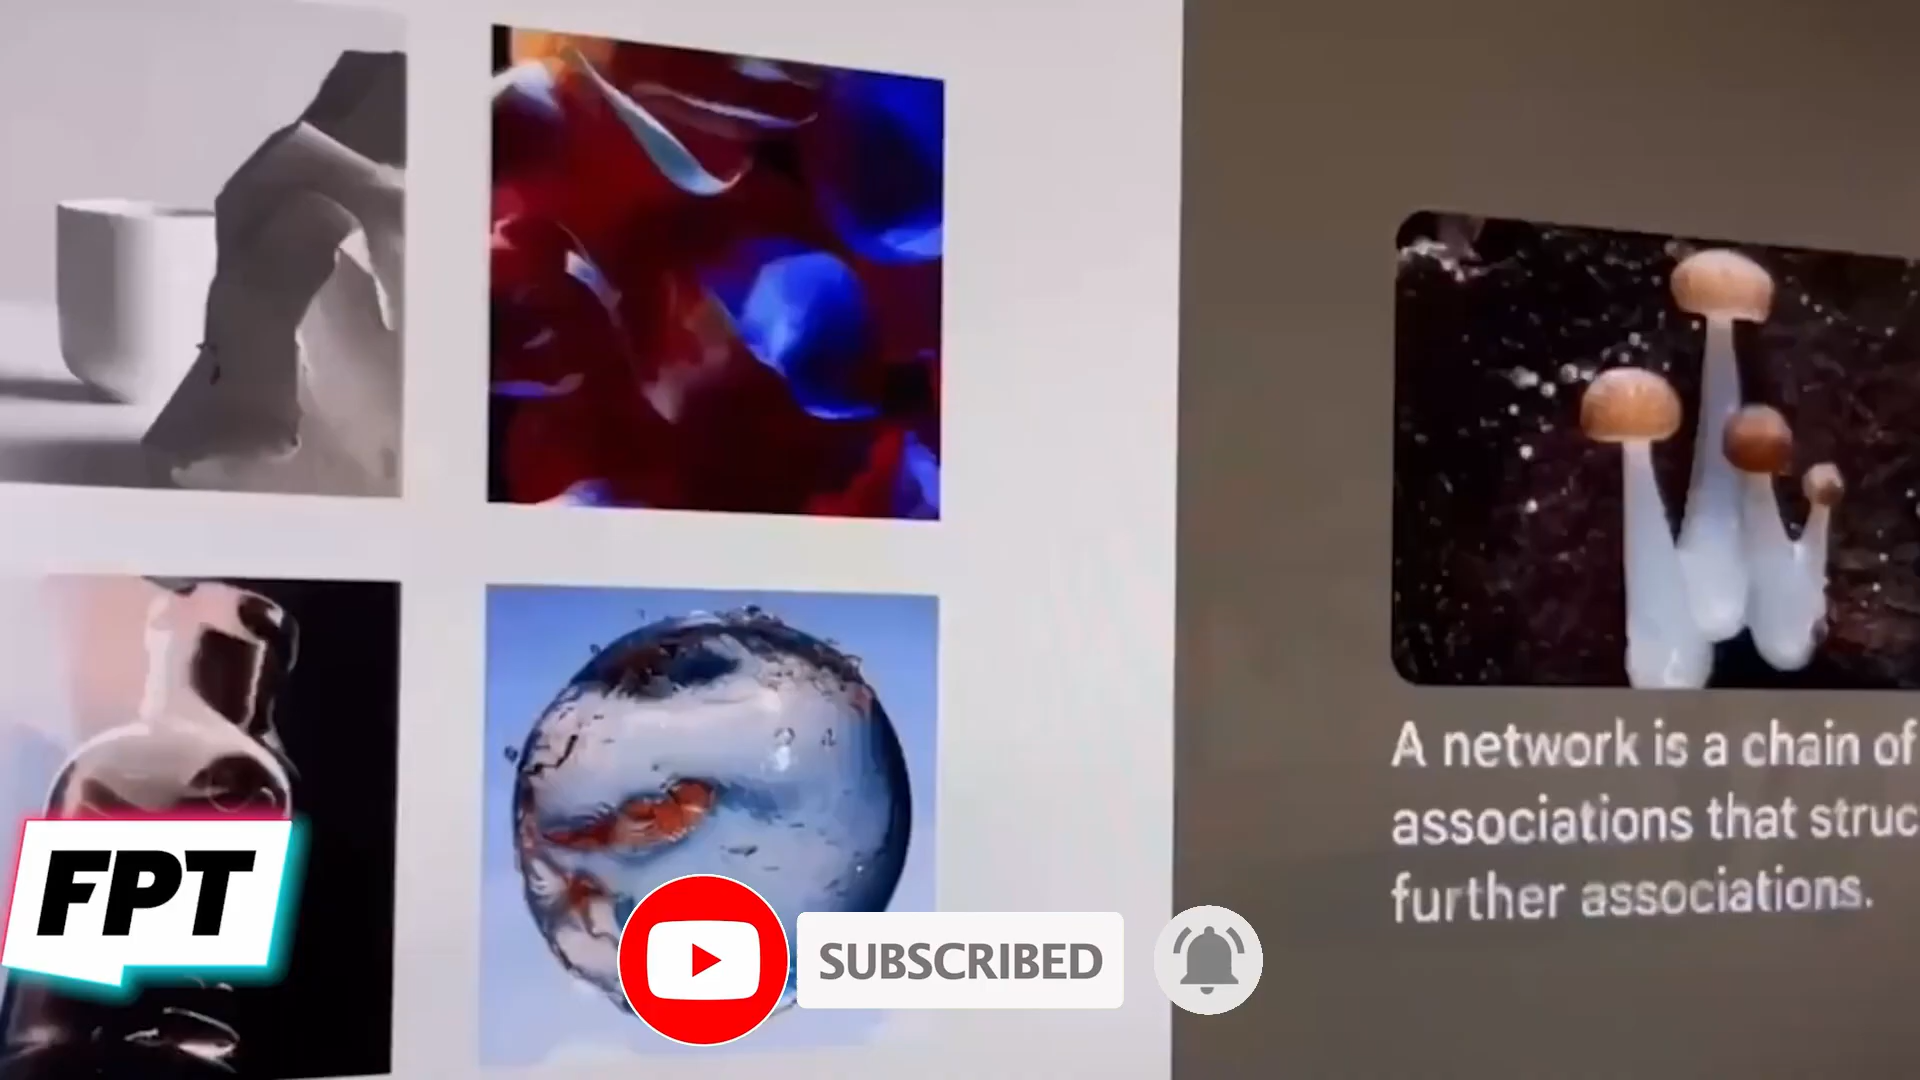 A network is a chain of
associations that struc
further associations.
FPT
SUBSCRIBED